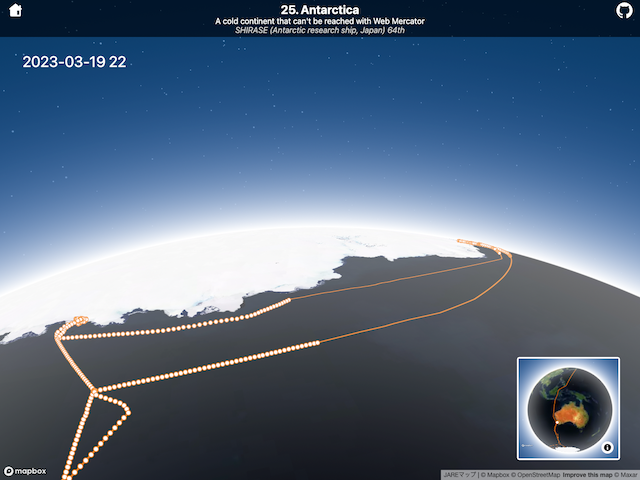 25. Antarctica
A cold continent that can't be reached with Web Mercator
SHIRASE (Antarctic research ship, Japan) 64th
2023-03-19 22
mapbox
JAREマップ | © Mapbox © OpenStreetMap Improve this map © Maxar